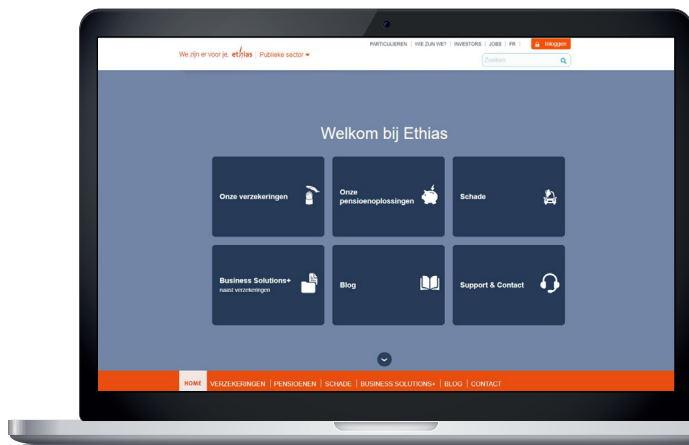 PARTICULIEREN | WIE ZIJN WE? | INVESTORS | JOBS | FR | Inloggen
We zijn er voor je. ethias | Publieke sector
Zoeken
Welkom bij Ethias
Onze verzekeringen
Onze
pensioenoplossingen
Schade
Business Solutions+
naast verzekeringen
Blog
Support & Contact
HOME VERZEKERINGEN | PENSIOENEN | SCHADE | BUSINESS SOLUTIONS+ | BLOG | CONTACT